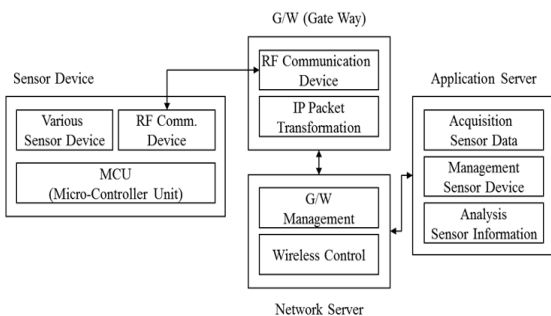 G/W (Gate Way)
RF Communication
Device
IP Packet
Transformation
Sensor Device
Various
Sensor Device
RF Comm.
Device
MCU
(Micro-Controller Unit)
Application Server
Acquisition
Sensor Data
Management
Sensor Device
Analysis
Sensor Information
G/W
Management
Wireless Control
Network Server